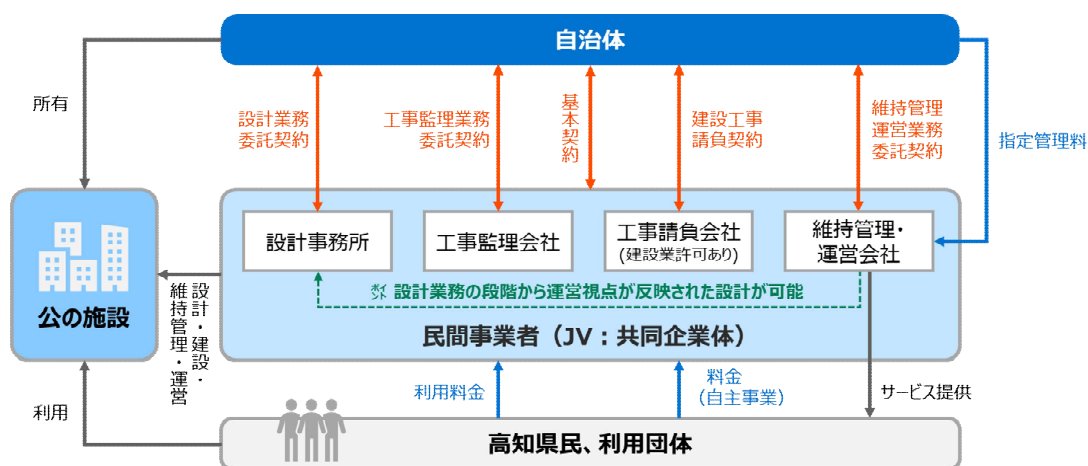 自治体
所有
設計業務
委託契約
工事監理業務
委託契約
基本契約
建設工事
請負契約
維持管理
運営業務
委託契約
指定管理料
設計事務所
工事監理会社
工事請負会社
(建設業許可あり)
維持管理・
運営会社
ポイント 設計業務の段階から運営視点が反映された設計が可能
公の施設
設計・建設・
維持管理・運営
民間事業者（JV：共同企業体）
利用
利用料金
料金
(自主事業)
サービス提供
高知県民、利用団体